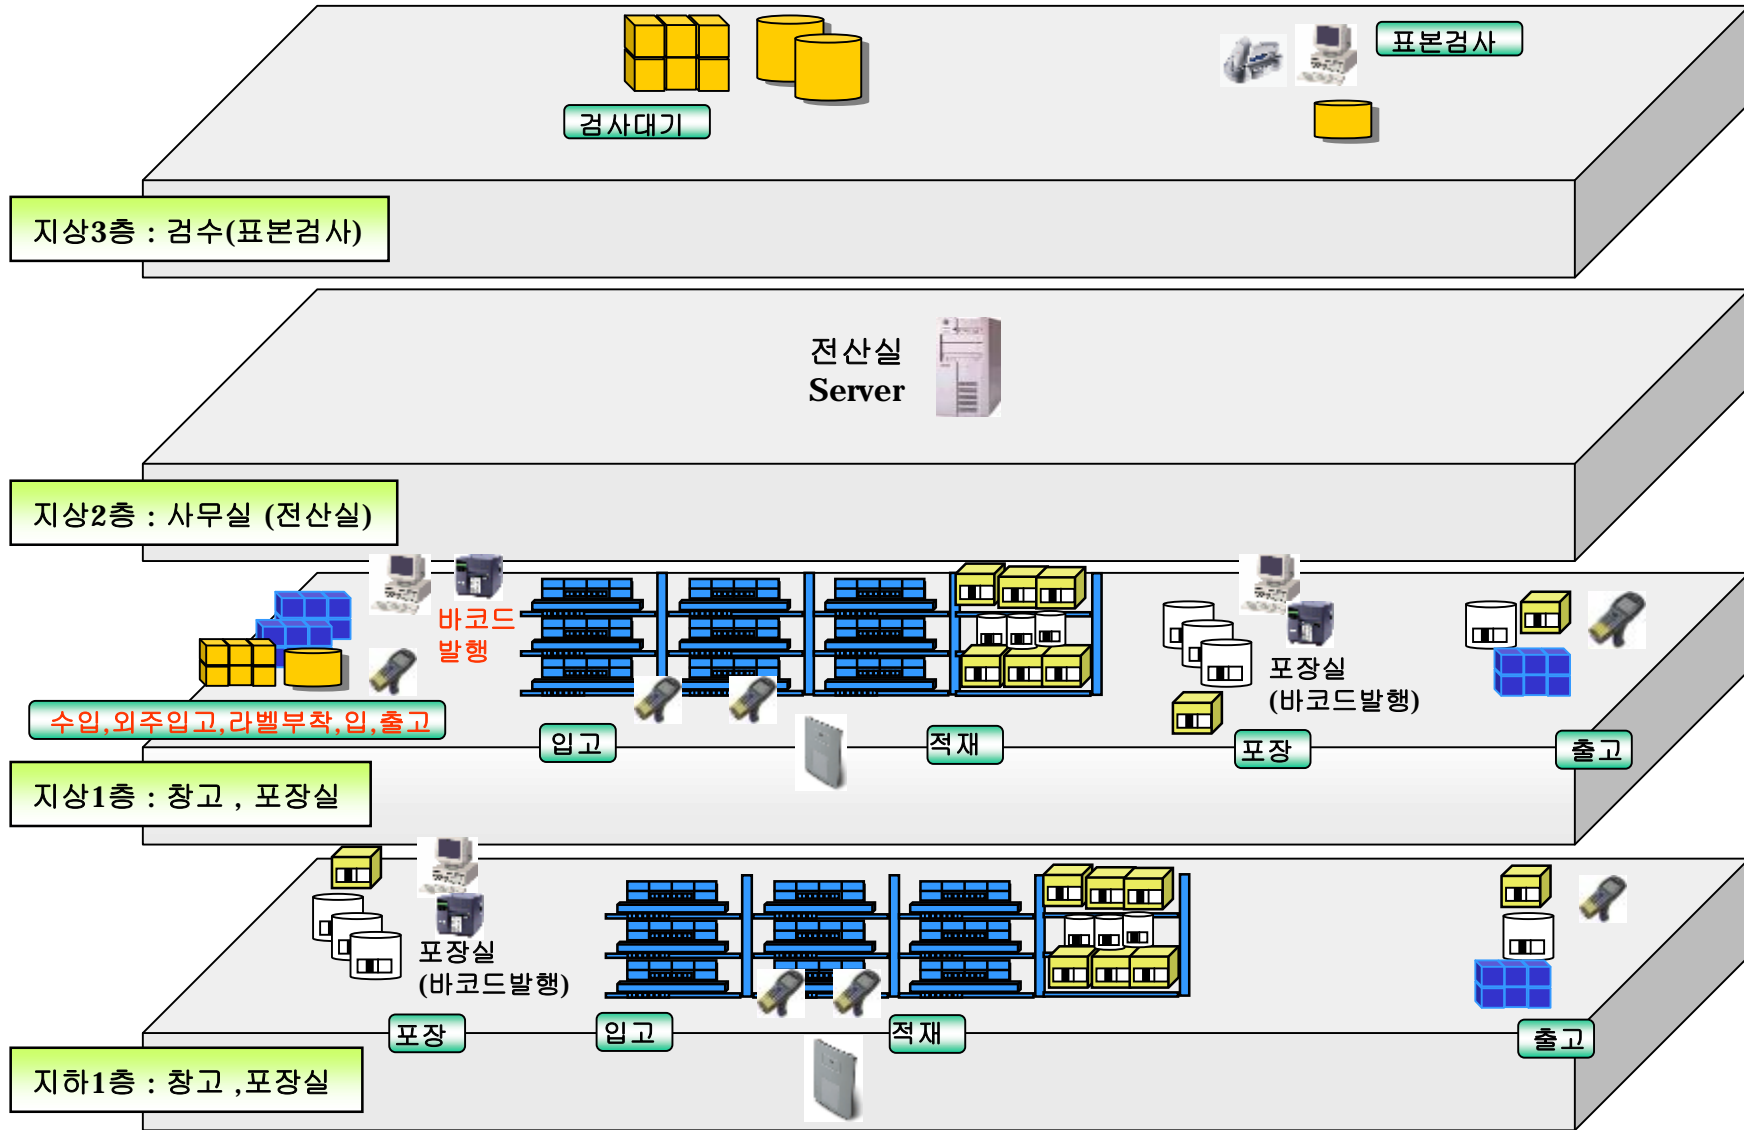 표본검사
검사대기
지상3층 : 검수(표본검사)
전산실
Server
지상2층 : 사무실 (전산실)
바코드
발행
수입,외주입고,라벨부착,입,출고
입고
적재
포장실
(바코드발행)
포장
출고
지상1층 : 창고 , 포장실
포장실
(바코드발행)
포장
입고
적재
출고
지하1층 : 창고 ,포장실